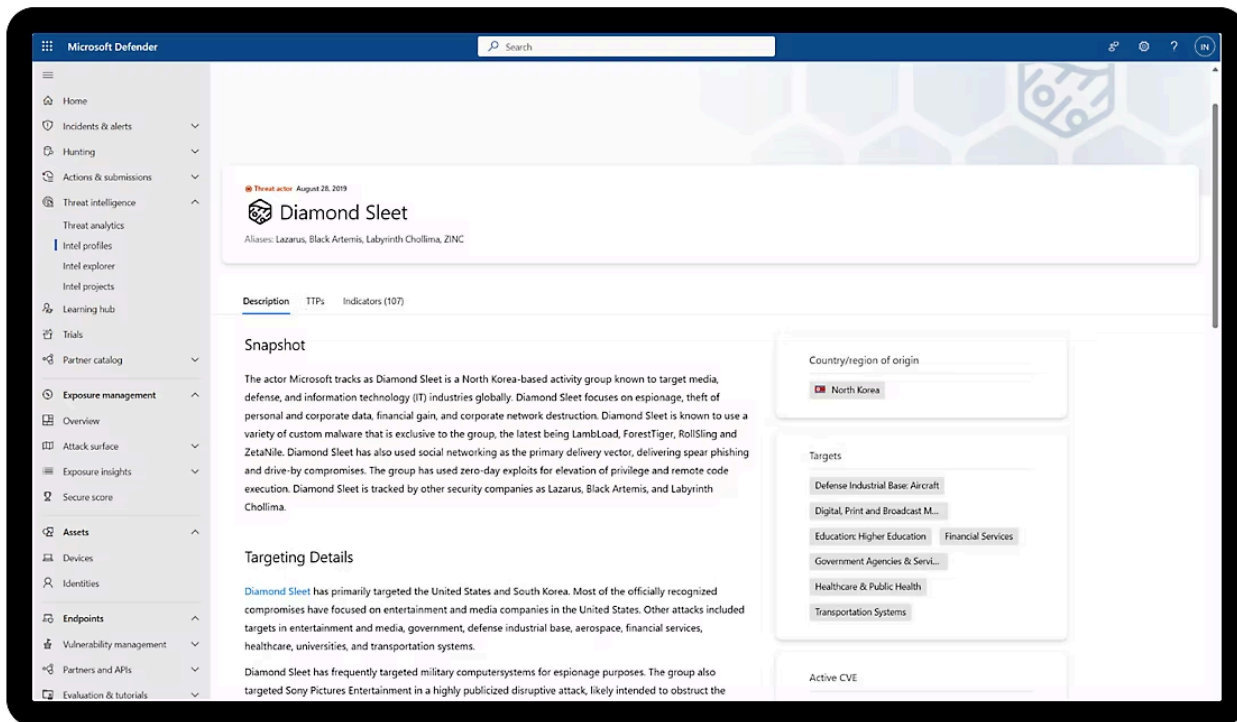 Microsoft Defender
Search
IN
Home
Incidents & alerts
Hunting
Actions & submissions
Threat intelligence
Threat analytics
Intel profiles
Intel explorer
Intel projects
Learning hub
Trials
Partner catalog
Exposure management
Overview
Attack surface
Exposure insights
Secure score
Assets
Devices
Identities
Endpoints
Vulnerability management
Partners and APIs
Evaluation & tutorials
Threat actor August 28, 2019
Diamond Sleet
Aliases: Lazarus, Black Artemis, Labyrinth Chollima, ZINC
Description TTPs Indicators (107)
Snapshot
The actor Microsoft tracks as Diamond Sleet is a North Korea-based activity group known to target media,
defense, and information technology (IT) industries globally. Diamond Sleet focuses on espionage, theft of
personal and corporate data, financial gain, and corporate network destruction. Diamond Sleet is known to use a
variety of custom malware that is exclusive to the group, the latest being LambLoad, ForestTiger, RollSling and
ZetaNile. Diamond Sleet has also used social networking as the primary delivery vector, delivering spear phishing
and drive-by compromises. The group has used zero-day exploits for elevation of privilege and remote code
execution. Diamond Sleet is tracked by other security companies as Lazarus, Black Artemis, and Labyrinth
Chollima.
Targeting Details
Diamond Sleet has primarily targeted the United States and South Korea. Most of the officially recognized
compromises have focused on entertainment and media companies in the United States. Other attacks included
targets in entertainment and media, government, defense industrial base, aerospace, financial services,
healthcare, universities, and transportation systems.
Diamond Sleet has frequently targeted military computersystems for espionage purposes. The group also
targeted Sony Pictures Entertainment in a highly publicized disruptive attack, likely intended to obstruct the
Country/region of origin
North Korea
Targets
Defense Industrial Base: Aircraft
Digital, Print and Broadcast M...
Education: Higher Education Financial Services
Government Agencies & Servi...
Healthcare & Public Health
Transportation Systems
Active CVE